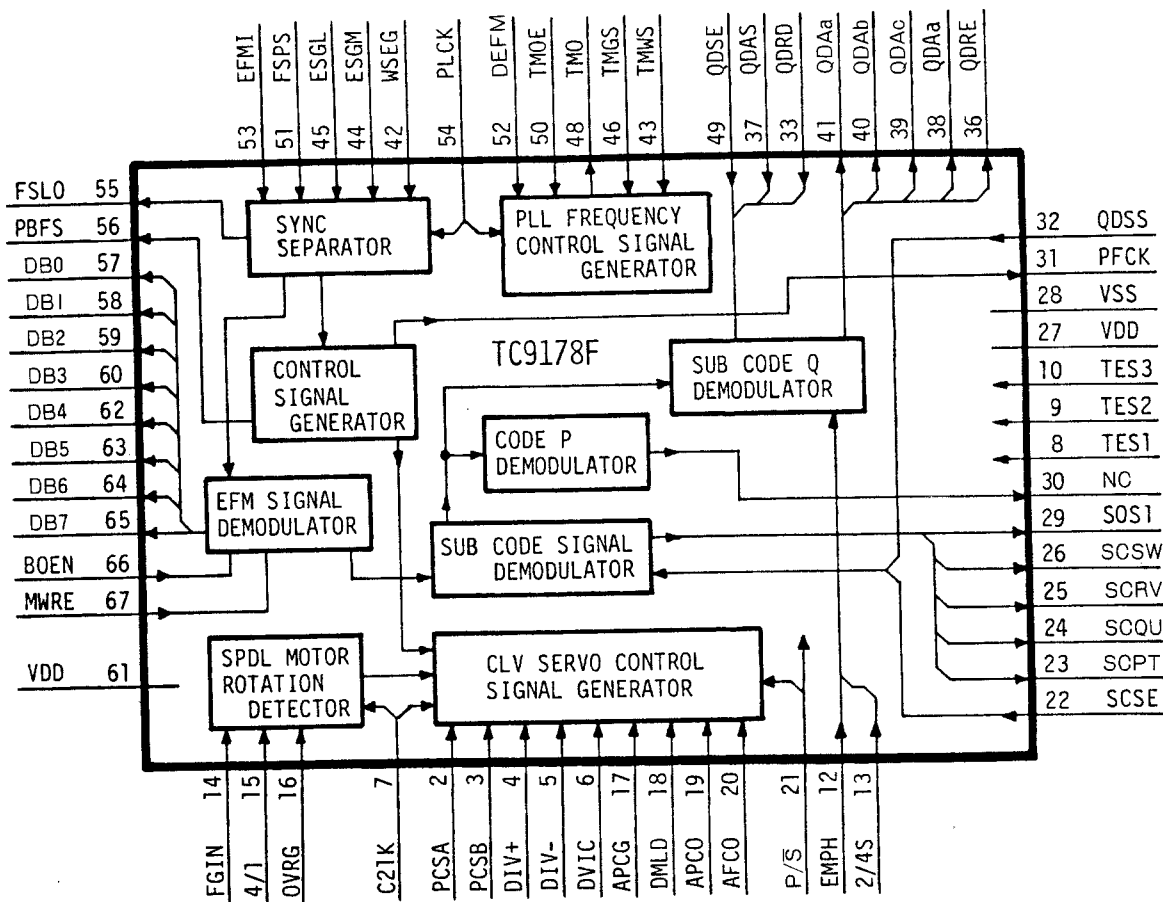 EFMI
FSPS
ESGL
ESGM
WSEG
PLCK
DEFM
TMOE
TMO
TMGS
TMWS
QDSE
QDAS
QDRD
QDAa
QDAb
QDAc
QDAa
QDRE
53
51
45
44
42
54
52
50
48
46
43
49
37
33
41
40
39
38
36
FSLO 55
PBFS 56
DB0 57
DB1 58
DB2 59
DB3 60
DB4 62
DB5 63
DB6 64
DB7 65
BOEN 66
MWRE 67
VDD 61
SYNC
SEPARATOR
PLL FREQUENCY
CONTROL SIGNAL
GENERATOR
TC9178F
CONTROL
SIGNAL
GENERATOR
SUB CODE Q
DEMODULATOR
CODE P
DEMODULATOR
EFM SIGNAL
DEMODULATOR
SUB CODE SIGNAL
DEMODULATOR
SPDL MOTOR
ROTATION
DETECTOR
CLV SERVO CONTROL
SIGNAL GENERATOR
32 QDSS
31 PFCK
28 VSS
27 VDD
10 TES3
9 TES2
8 TES1
30 NC
29 SOS1
26 SCSW
25 SCRV
24 SCQU
23 SCPT
22 SCSE
14
15
16
7
2
3
4
5
6
17
18
19
20
21
12
13
FGIN
4/1
OVRG
C21K
PCSA
PCSB
DIV+
DIV-
DVIC
APCG
DMLD
APCO
AFCO
P/S̅
EMPH
2/4S